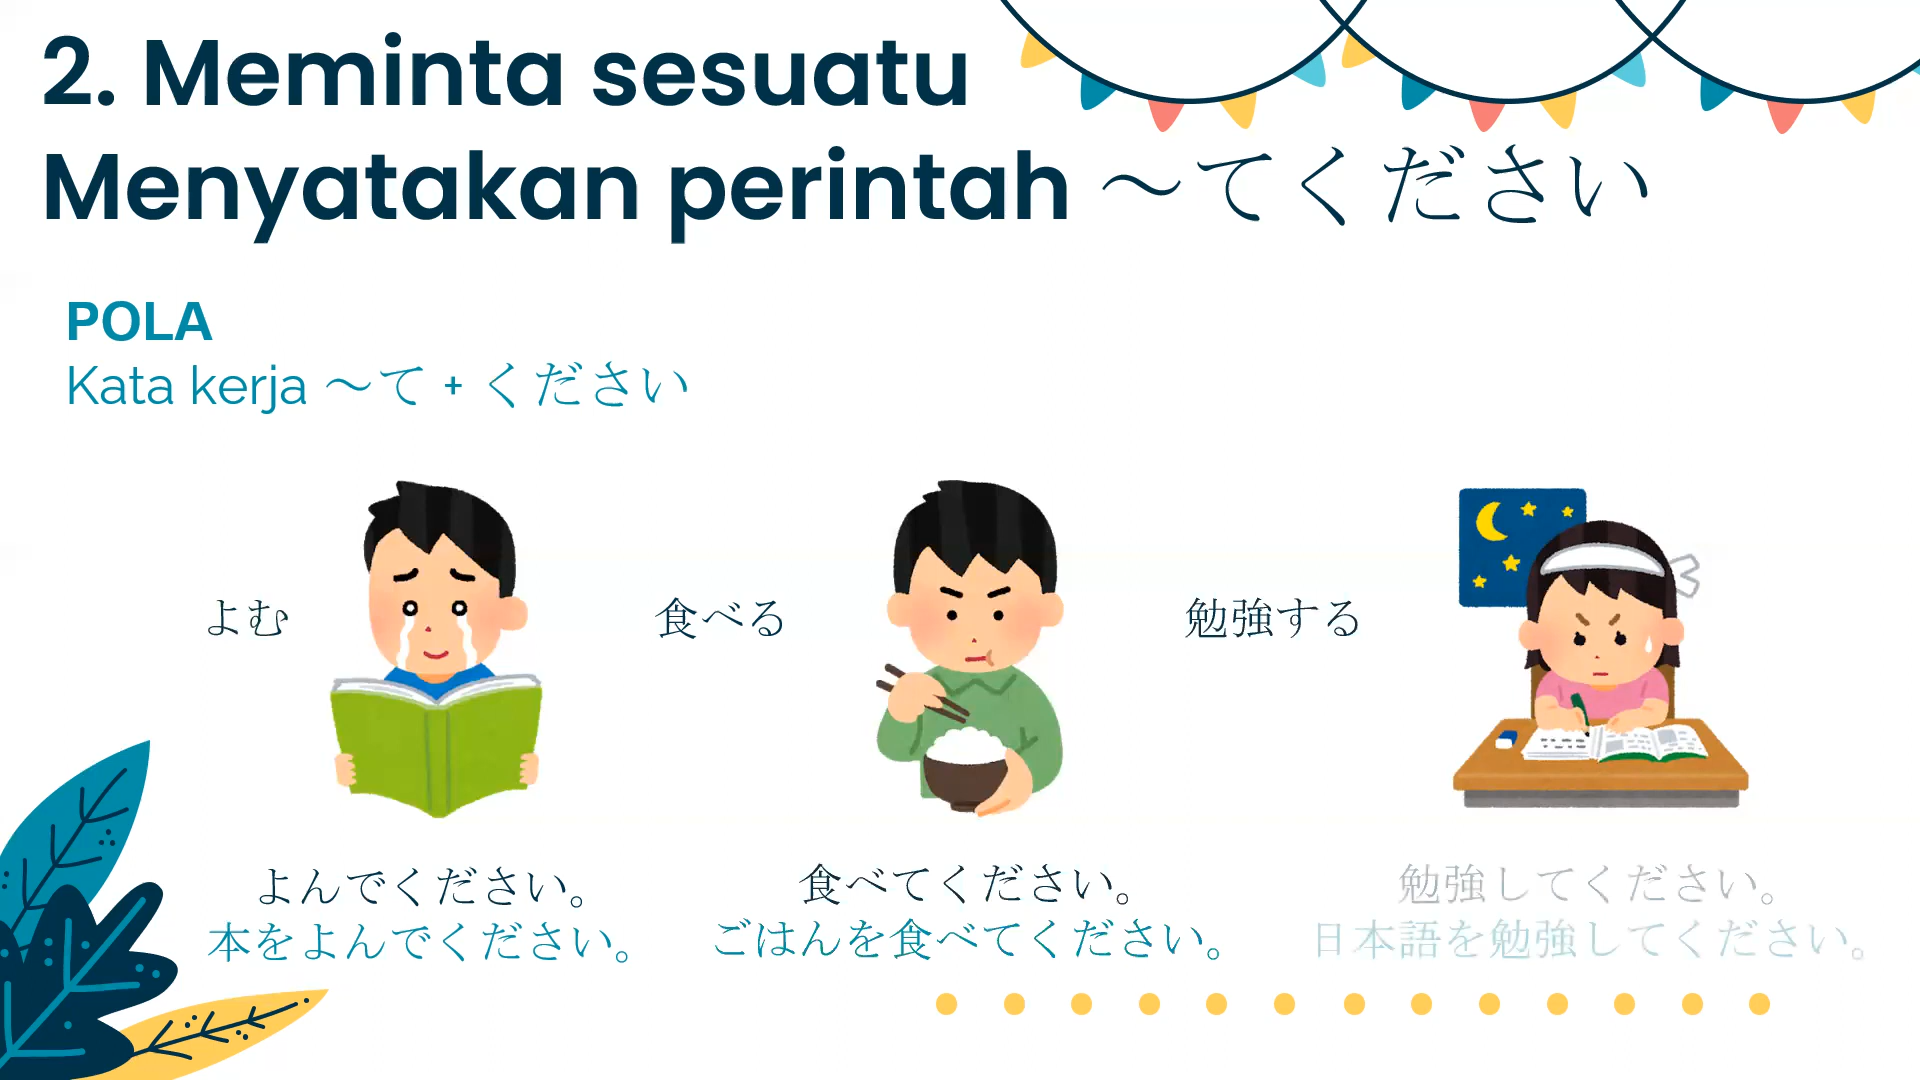 2. Meminta sesuatu
Menyatakan perintah ～てください
POLA
Kata kerja ～て + ください
よむ
食べる
勉強する
よんでください。
本をよんでください。
食べてください。
ごはんを食べてください。
勉強してください。
日本語を勉強してください。